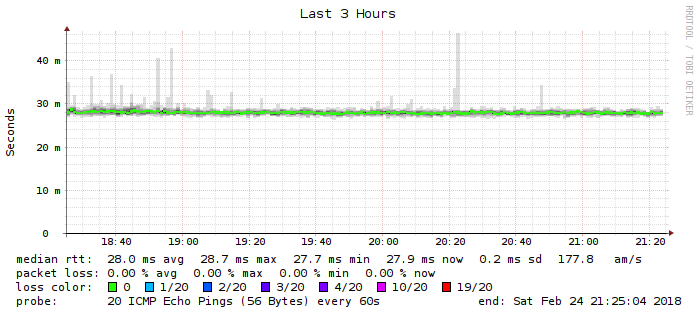 Last 3 Hours
RRDTOOL / TOBI OETIKER
Seconds
40 m
30 m
20 m
10 m
0
18:40 19:00 19:20 19:40 20:00 20:20 20:40 21:00 21:20
median rtt: 28.0 ms avg 28.7 ms max 27.7 ms min 27.9 ms now 0.2 ms sd 177.8 am/s
packet loss: 0.00 % avg 0.00 % max 0.00 % min 0.00 % now
loss color: 0 1/20 2/20 3/20 4/20 10/20 19/20
probe: 20 ICMP Echo Pings (56 Bytes) every 60s end: Sat Feb 24 21:25:04 2018